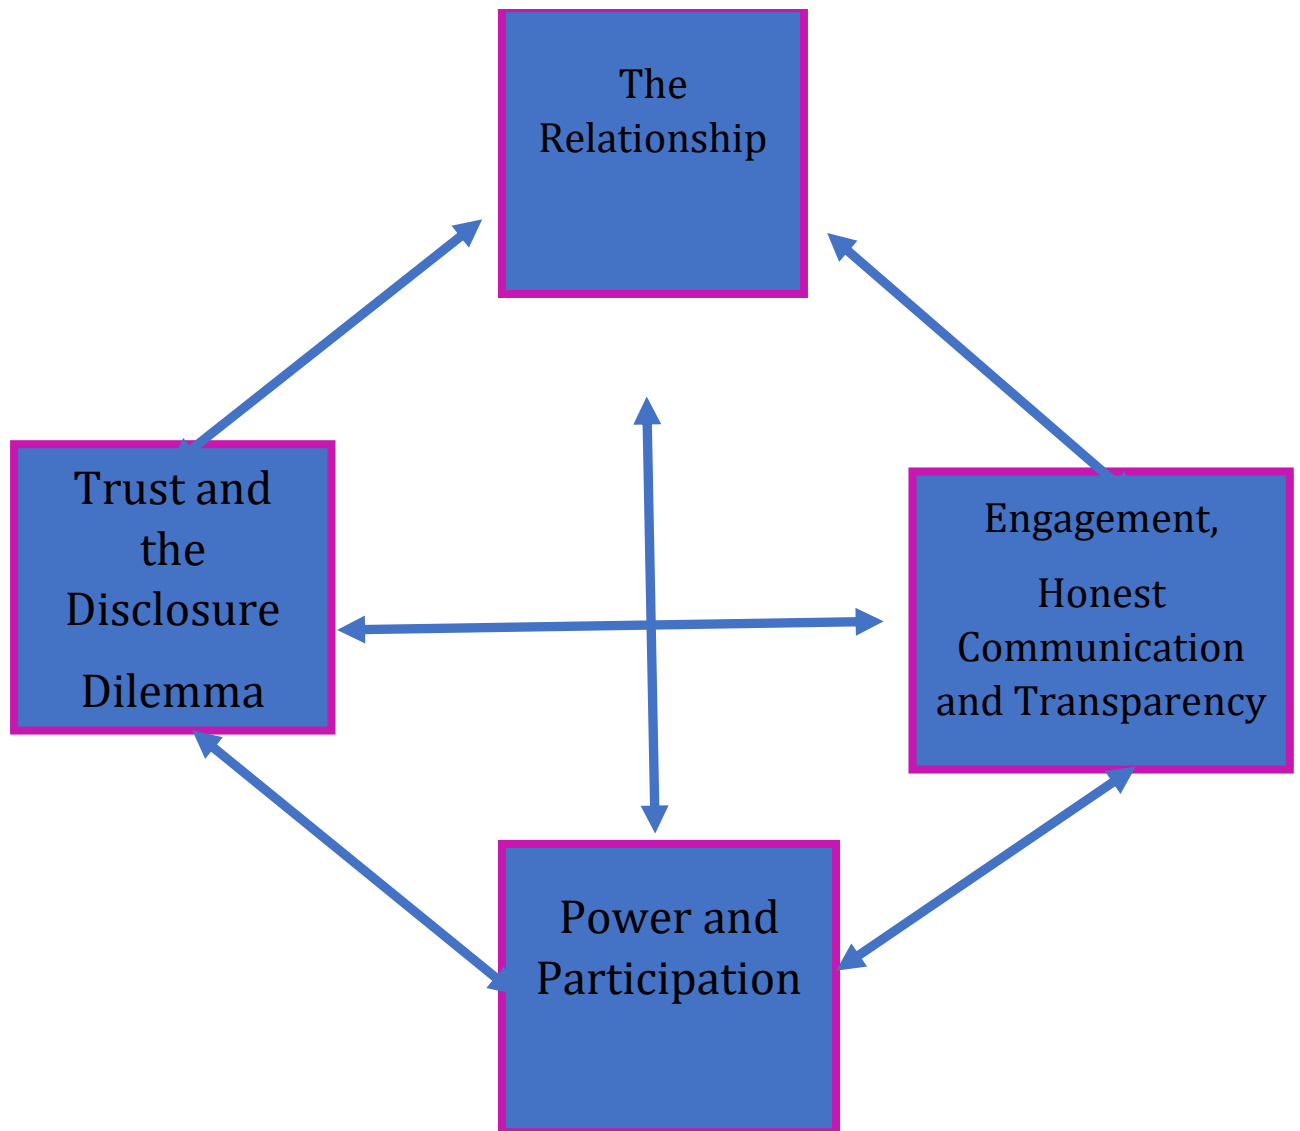 The
Relationship
Trust and
the
Disclosure
Dilemma
Engagement,
Honest
Communication
and Transparency
Power and
Participation